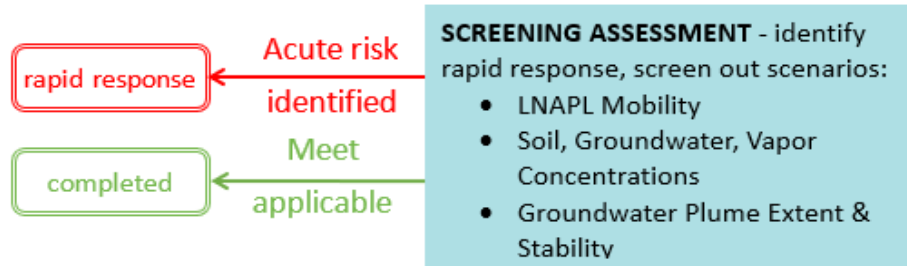 rapid response
Acute risk
identified
completed
Meet
applicable
SCREENING ASSESSMENT - identify
rapid response, screen out scenarios:
• LNAPL Mobility
• Soil, Groundwater, Vapor
Concentrations
• Groundwater Plume Extent &
Stability